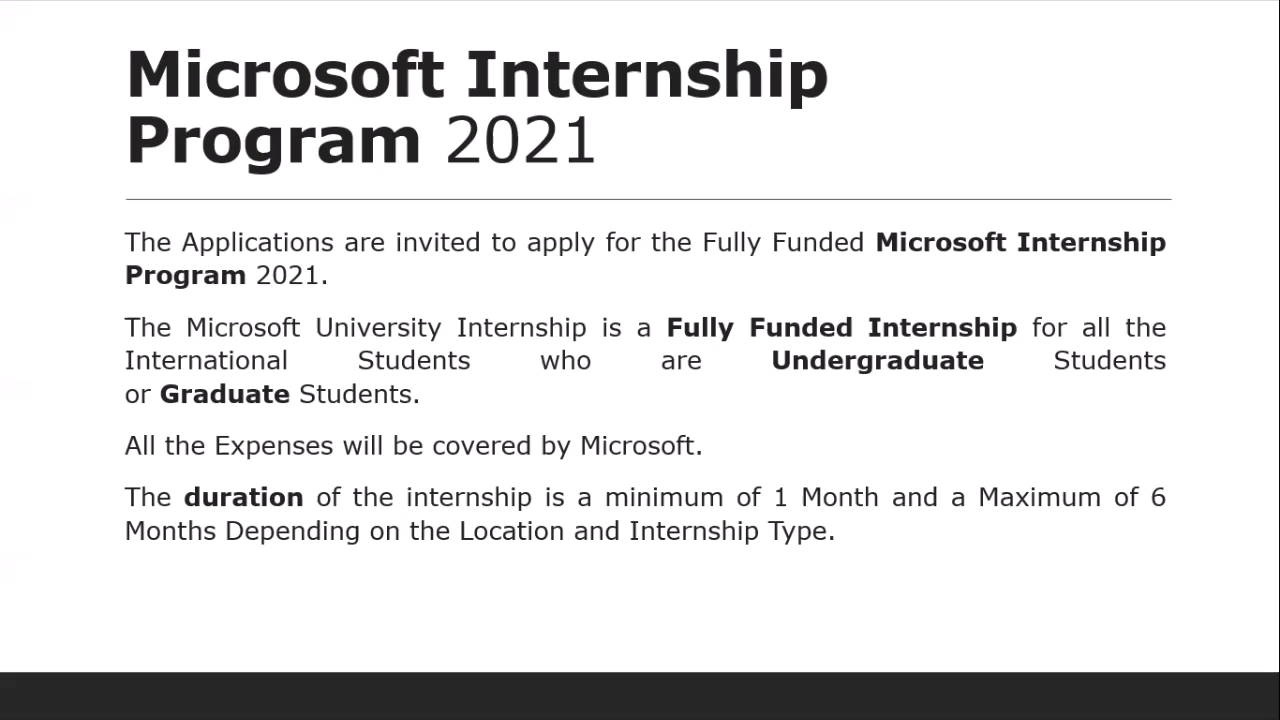 Microsoft Internship
Program 2021
The Applications are invited to apply for the Fully Funded Microsoft Internship
Program 2021.
The Microsoft University Internship is a Fully Funded Internship for all the
International Students who are Undergraduate Students
or Graduate Students.
All the Expenses will be covered by Microsoft.
The duration of the internship is a minimum of 1 Month and a Maximum of 6
Months Depending on the Location and Internship Type.